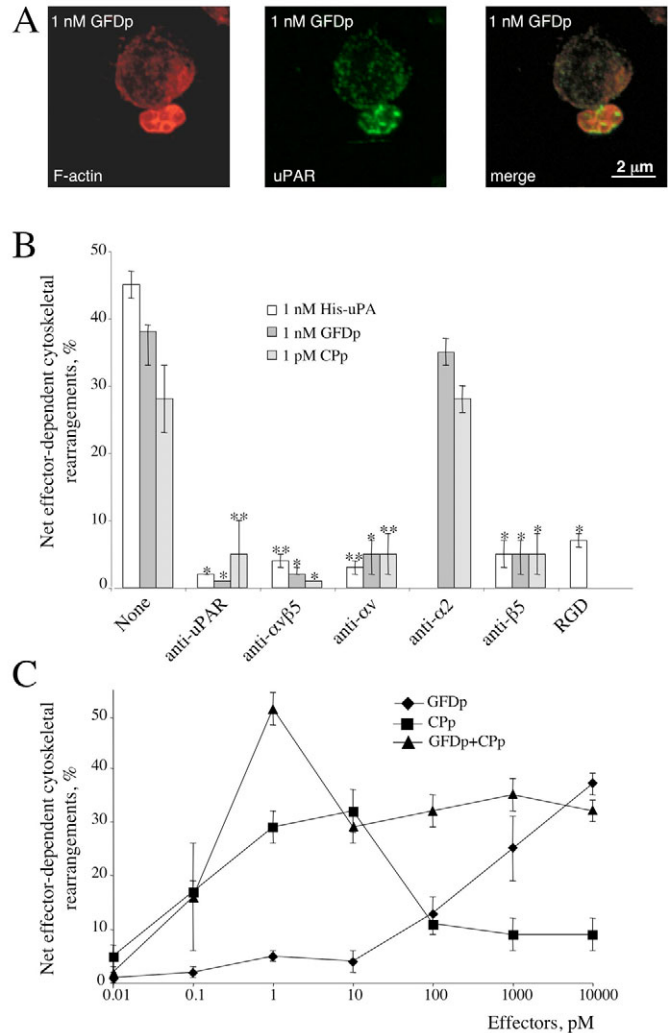 A
1 nM GFDp
1 nM GFDp
1 nM GFDp
F-actin
uPAR
merge
2 µm
B
Net effector-dependent cytoskeletal
rearrangements, %
50
40
30
20
10
0
1 nM His-uPA
1 nM GFDp
1 pM CPp
*
*
**
**
*
*
**
*
**
*
*
*
*
None
anti-uPAR
anti-αvβ5
anti-αv
anti-α2
anti-β5
RGD
C
Net effector-dependent cytoskeletal
rearrangements, %
50
40
30
20
10
0
GFDp
CPp
GFDp+CPp
0.01
0.1
1
10
100
1000
10000
Effectors, pM